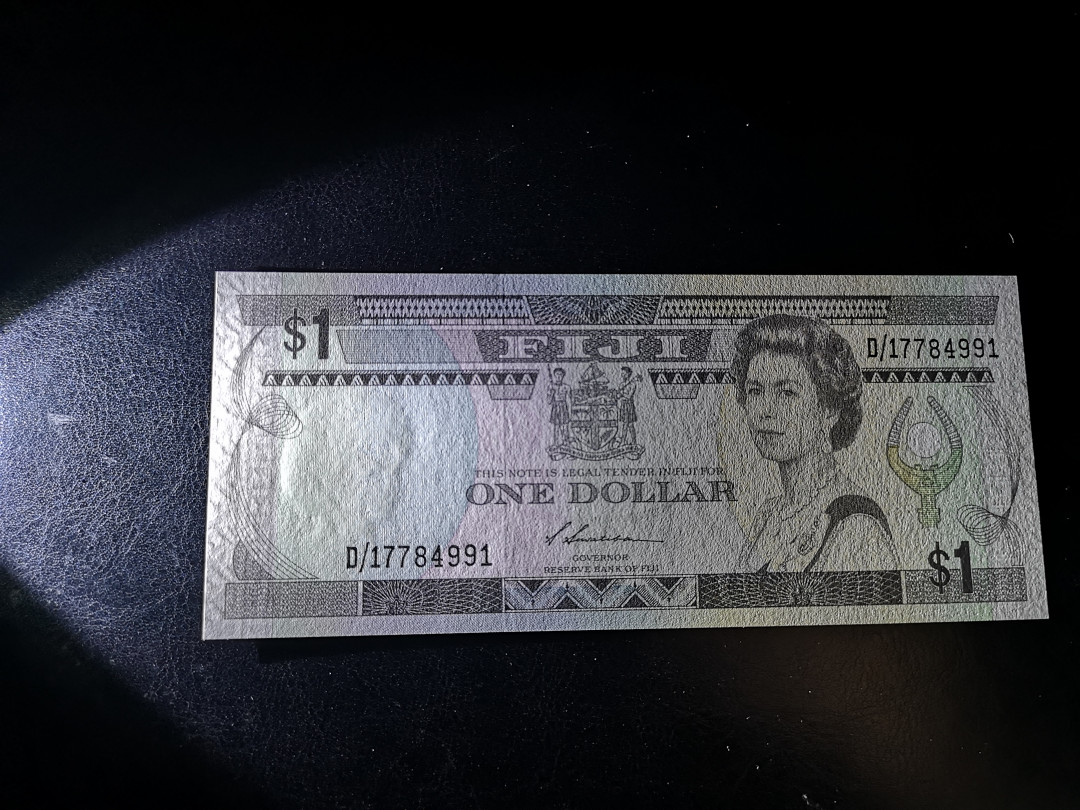 $1
FIJI
D/17784991
THIS NOTE IS LEGAL TENDER IN FIJI FOR
ONE DOLLAR
D/17784991
GOVERNOR
RESERVE BANK OF FIJI
$1